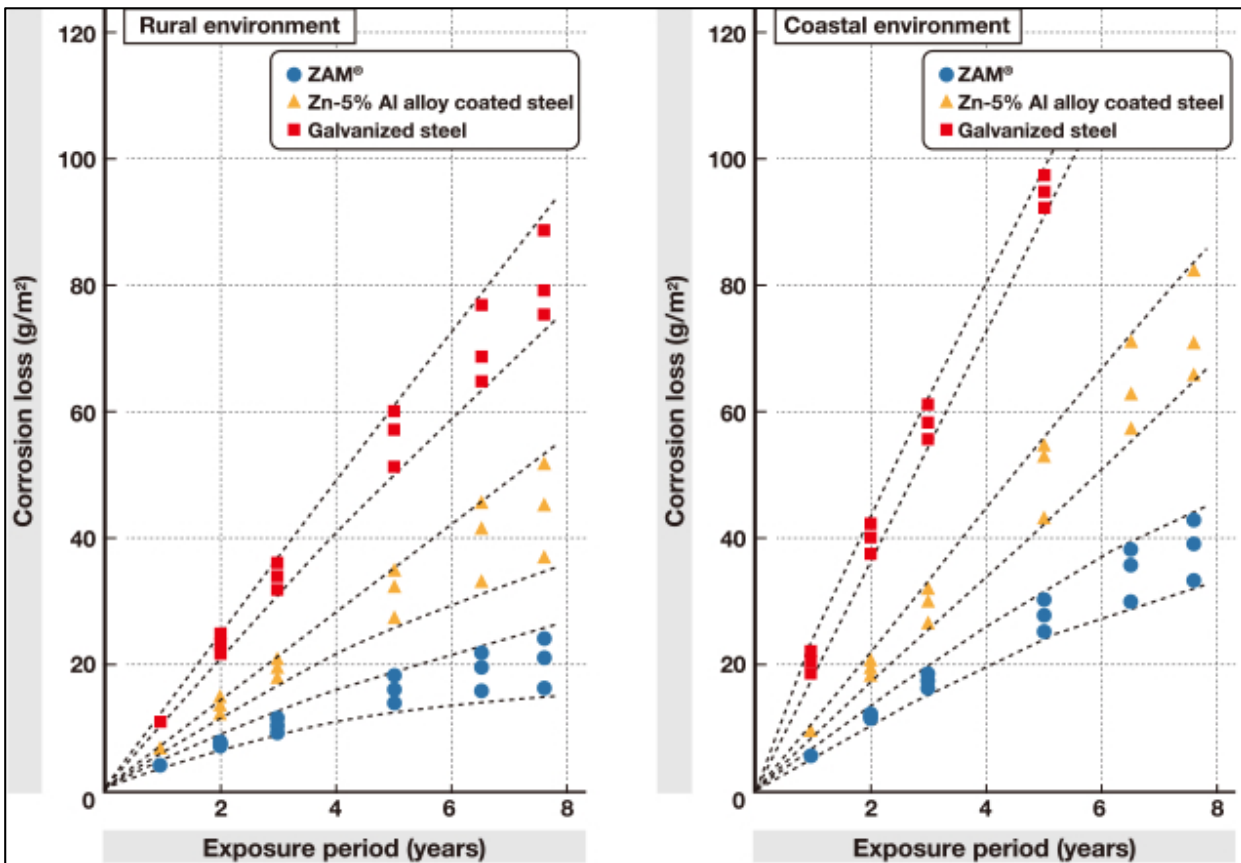 Rural environment
ZAM®
Zn-5% Al alloy coated steel
Galvanized steel
Corrosion loss (g/m²)
120
100
80
60
40
20
0
2
4
6
8
Exposure period (years)
Coastal environment
ZAM®
Zn-5% Al alloy coated steel
Galvanized steel
Corrosion loss (g/m²)
120
100
80
60
40
20
0
2
4
6
8
Exposure period (years)